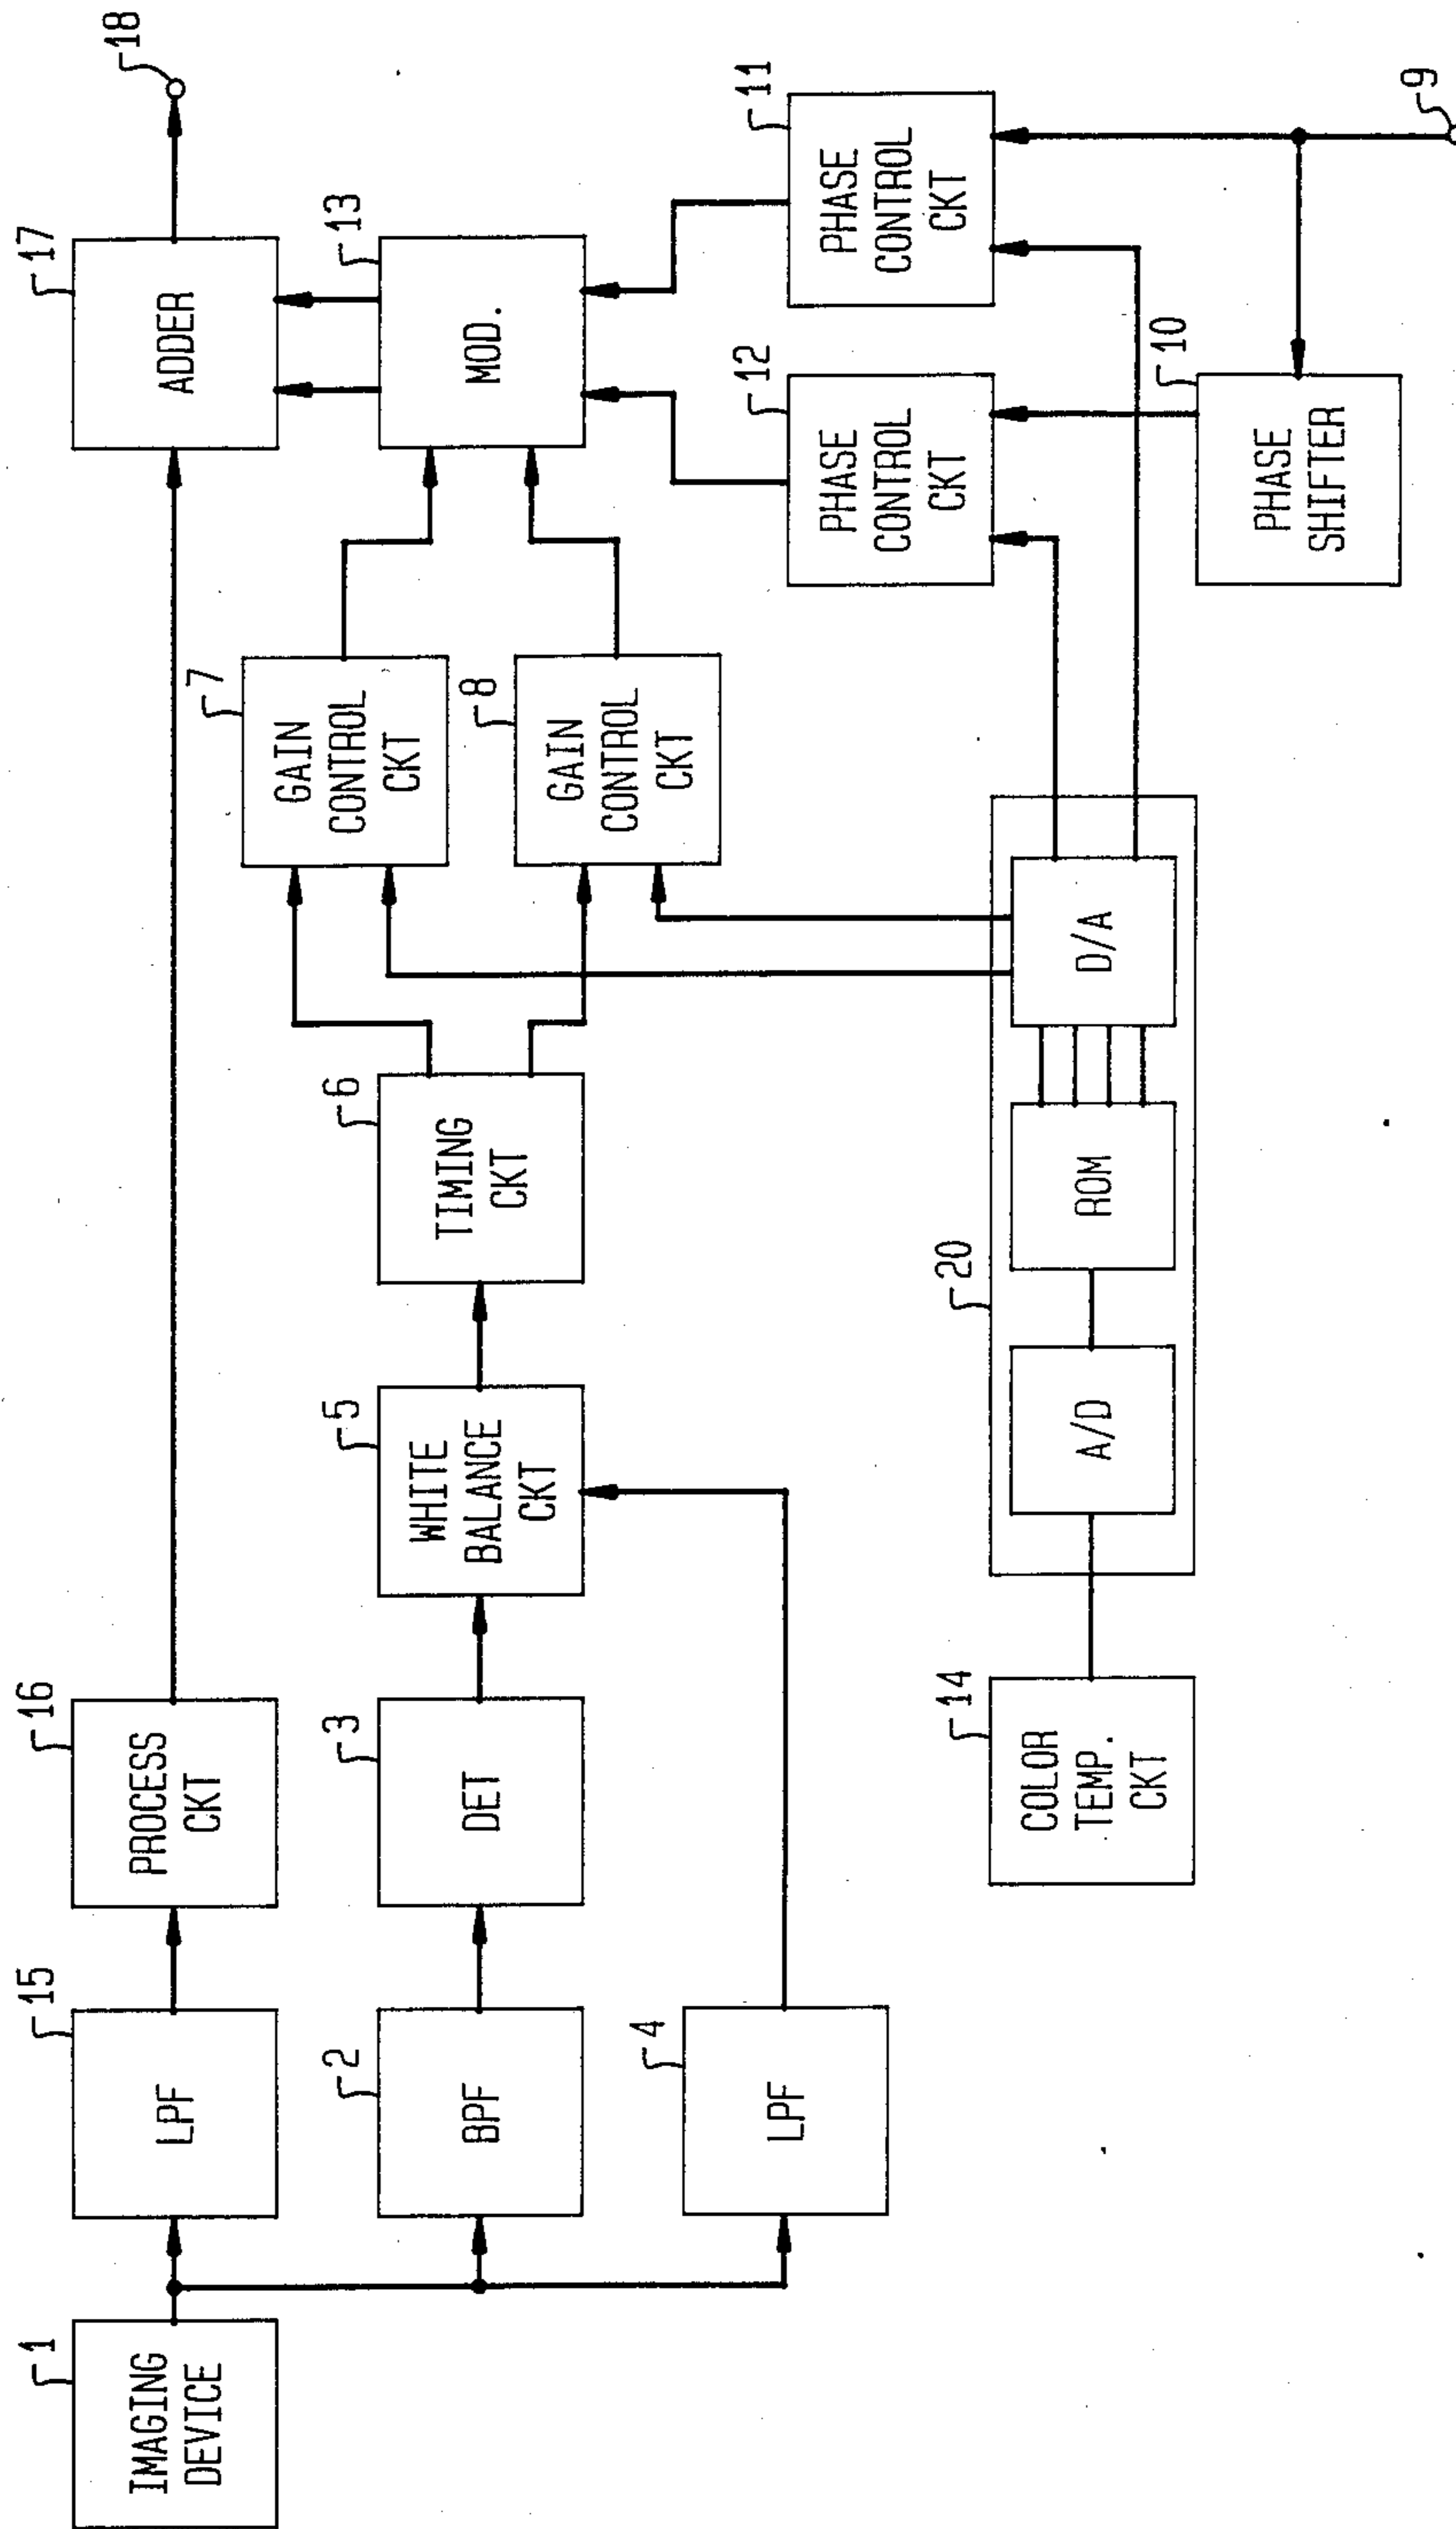 1
IMAGING
DEVICE
15
LPF
16
PROCESS
CKT
17
ADDER
18
2
BPF
3
DET
5
WHITE
BALANCE
CKT
6
TIMING
CKT
7
GAIN
CONTROL
CKT
8
GAIN
CONTROL
CKT
13
MOD.
4
LPF
12
PHASE
CONTROL
CKT
11
PHASE
CONTROL
CKT
14
COLOR
TEMP.
CKT
20
A/D
ROM
D/A
10
PHASE
SHIFTER
9